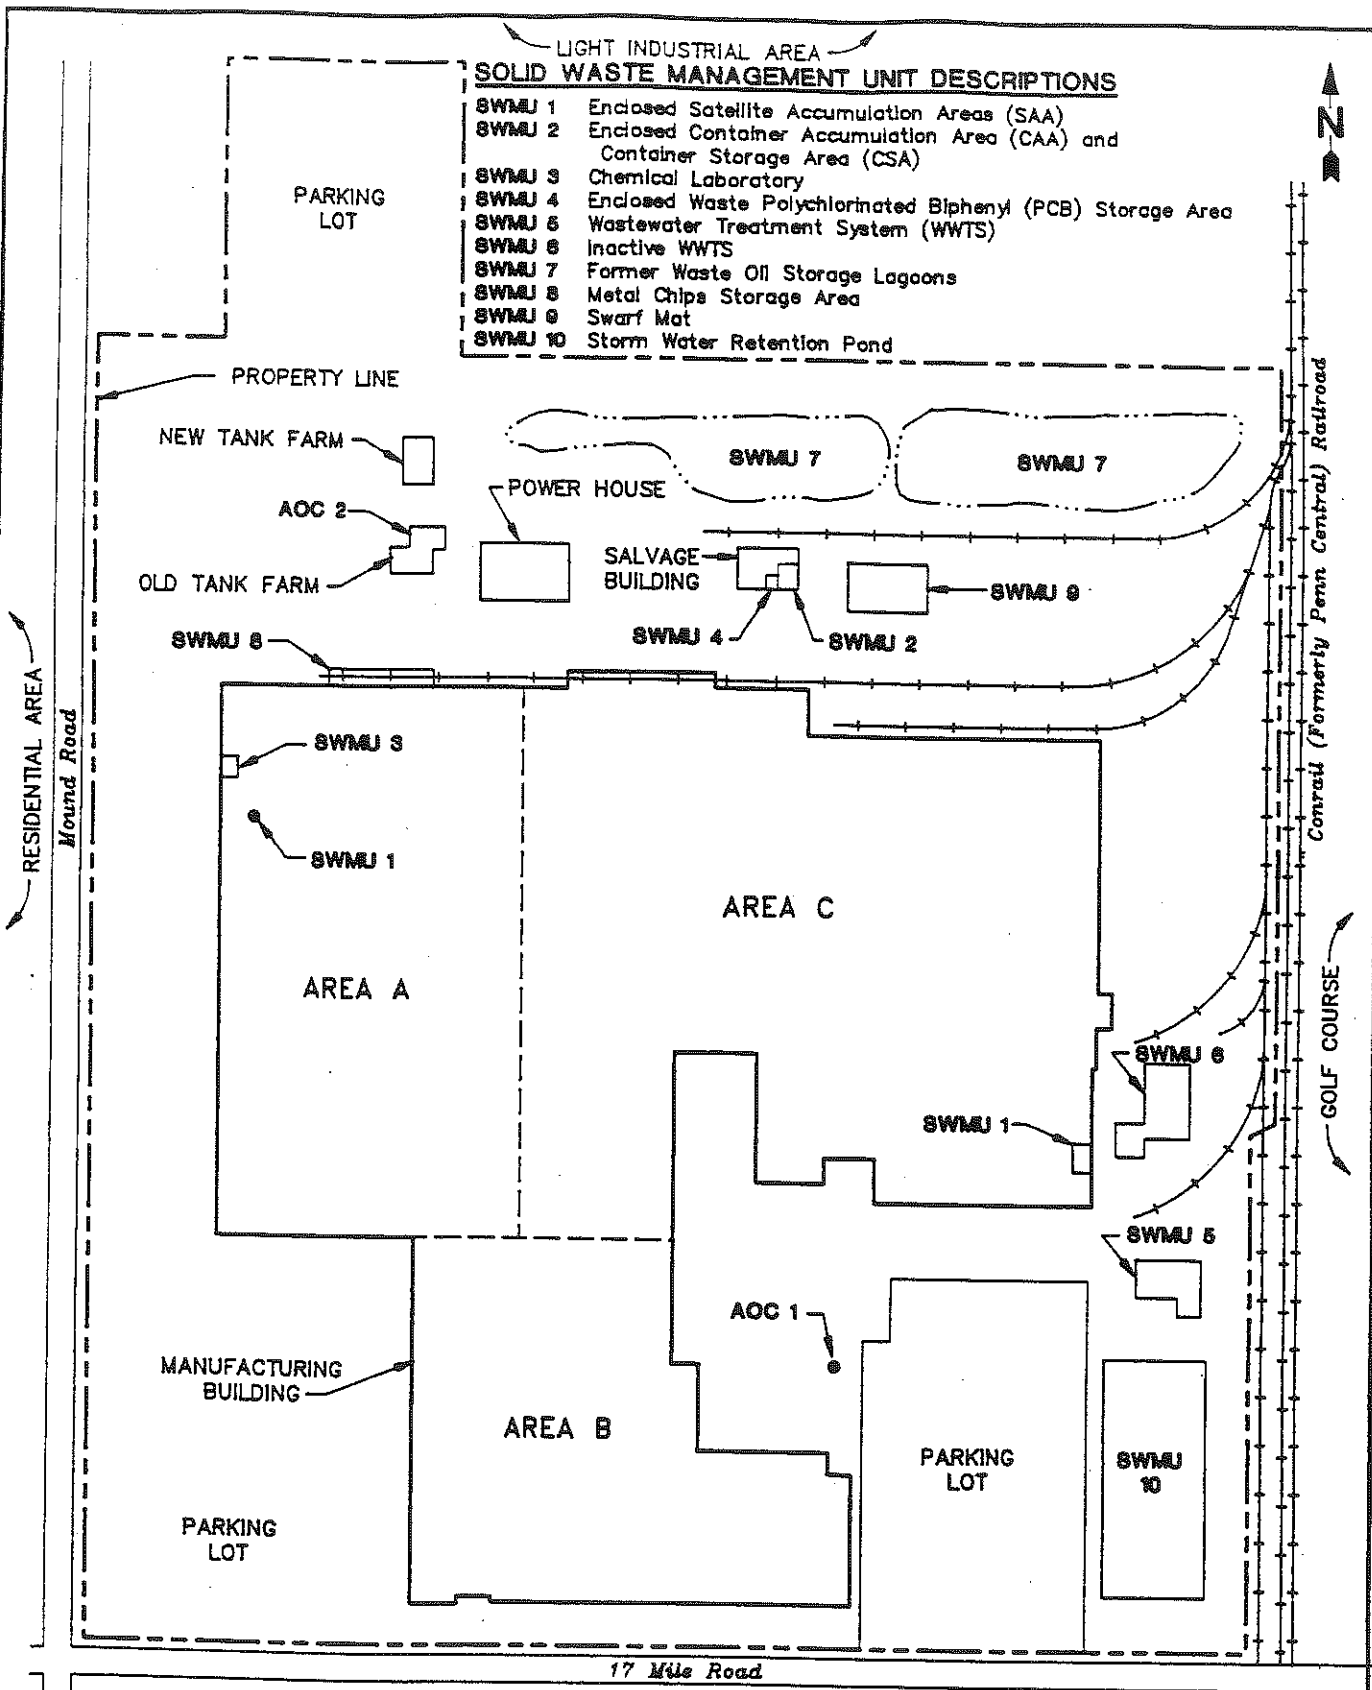 LIGHT INDUSTRIAL AREA
SOLID WASTE MANAGEMENT UNIT DESCRIPTIONS
SWMU 1 Enclosed Satellite Accumulation Areas (SAA)
SWMU 2 Enclosed Container Accumulation Area (CAA) and
Container Storage Area (CSA)
SWMU 3 Chemical Laboratory
SWMU 4 Enclosed Waste Polychlorinated Biphenyl (PCB) Storage Area
SWMU 5 Wastewater Treatment System (WWTS)
SWMU 6 Inactive WWTS
SWMU 7 Former Waste Oil Storage Lagoons
SWMU 8 Metal Chips Storage Area
SWMU 9 Swarf Mat
SWMU 10 Storm Water Retention Pond
N
PARKING
LOT
PROPERTY LINE
NEW TANK FARM
SWMU 7
SWMU 7
POWER HOUSE
AOC 2
OLD TANK FARM
SALVAGE
BUILDING
SWMU 9
SWMU 4
SWMU 2
SWMU 8
Conrail (Formerly Penn Central) Railroad
RESIDENTIAL AREA
Mound Road
SWMU 3
SWMU 1
AREA C
AREA A
GOLF COURSE
SWMU 6
SWMU 1
SWMU 5
AOC 1
MANUFACTURING
BUILDING
AREA B
PARKING
LOT
SWMU
10
PARKING
LOT
17 Mile Road